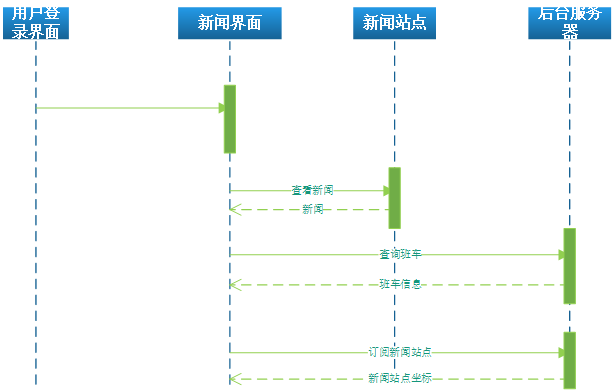 用户登
录界面
新闻界面
新闻站点
后台服务
器
查看新闻
新闻
查询班车
班车信息
订阅新闻站点
新闻站点坐标